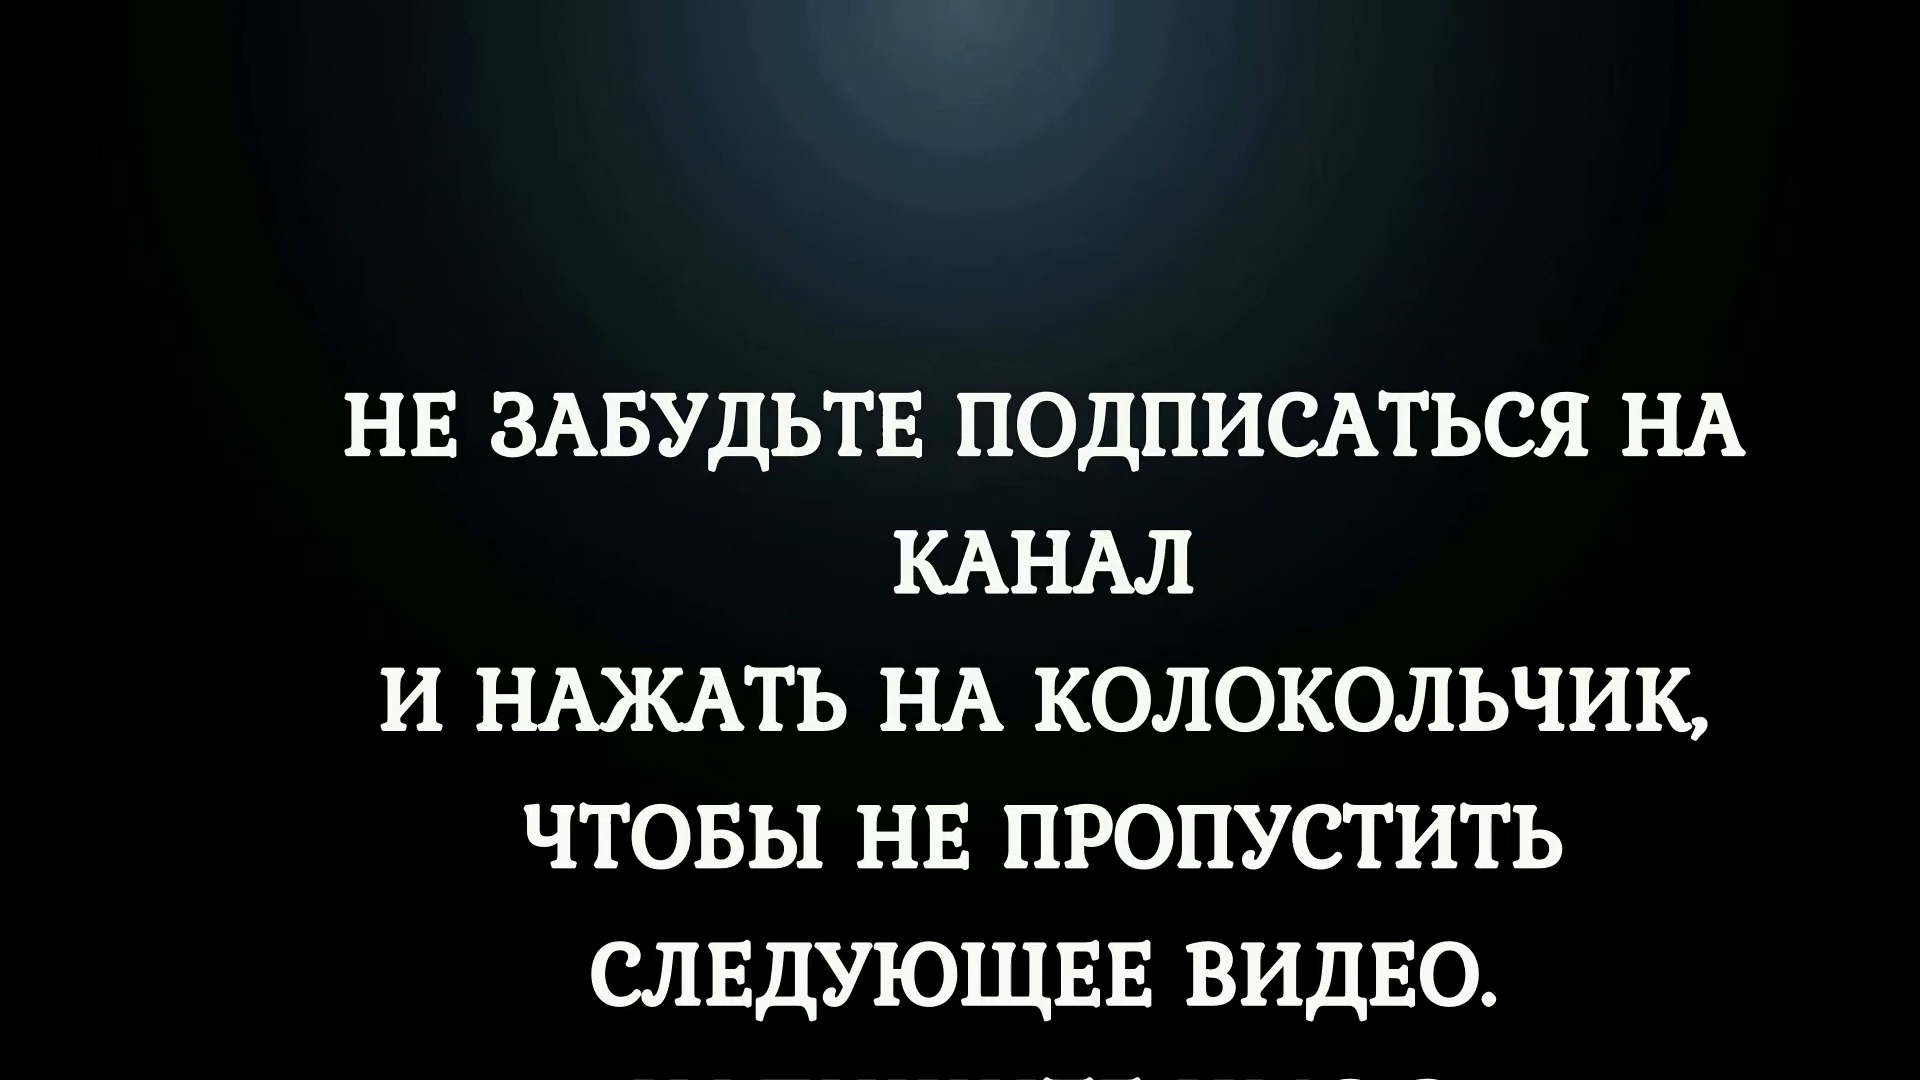 НЕ ЗАБУДЬТЕ ПОДПИСАТЬСЯ НА
КАНАЛ
И НАЖАТЬ НА КОЛОКОЛЬЧИК,
ЧТОБЫ НЕ ПРОПУСТИТЬ
СЛЕДУЮЩЕЕ ВИДЕО.